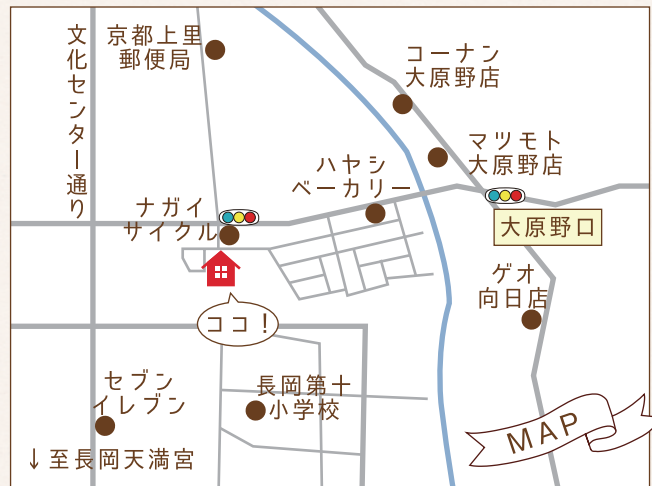 文化センター通り
京都上里
郵便局
コーナン
大原野店
マツモト
大原野店
ハヤシ
ベーカリー
ナガイ
サイクル
大原野口
ゲオ
向日店
ココ！
セブン
イレブン
長岡第十
小学校
↓至長岡天満宮
MAP